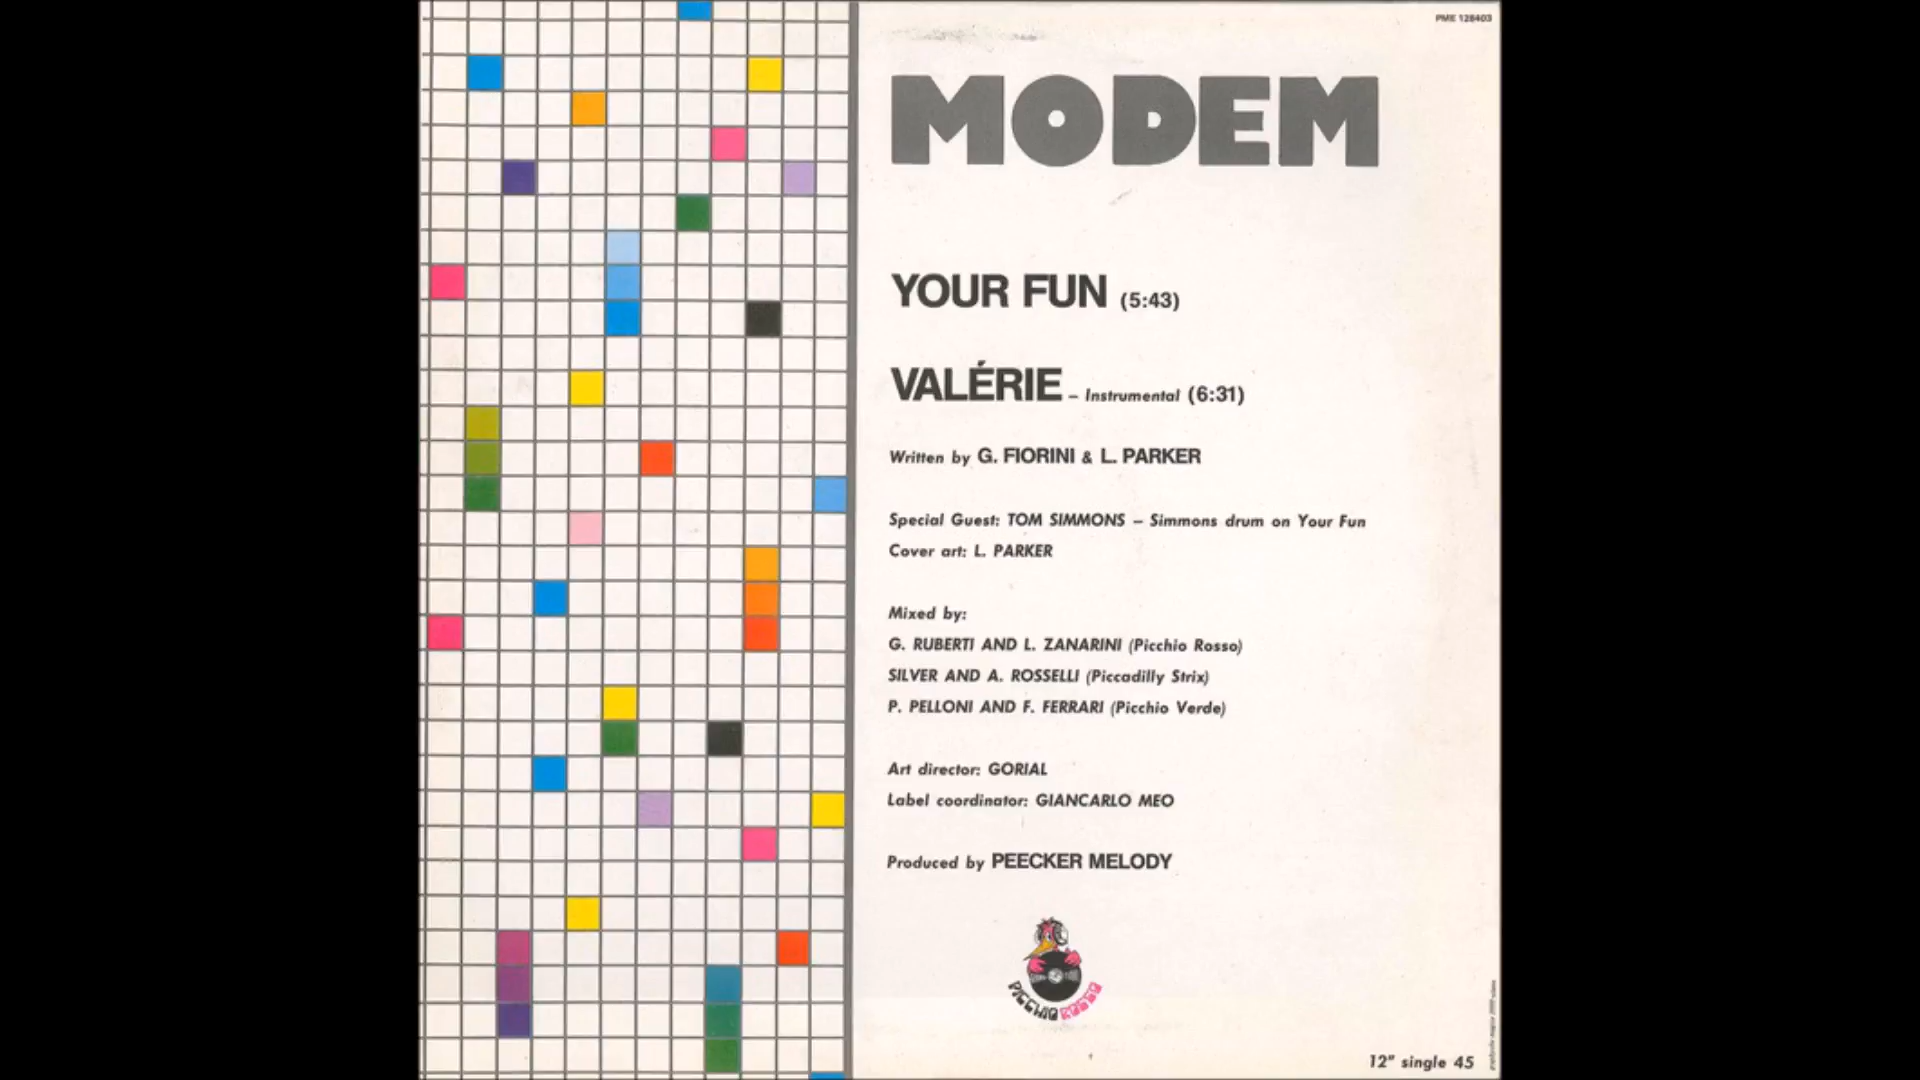 PME 128403
MODEM
YOUR FUN (5:43)
VALÉRIE – Instrumental (6:31)
Written by G. FIORINI & L. PARKER
Special Guest: TOM SIMMONS – Simmons drum on Your Fun
Cover art: L. PARKER
Mixed by:
G. RUBERTI AND L. ZANARINI (Picchio Rosso)
SILVER AND A. ROSSELLI (Piccadilly Strix)
P. PELLONI AND F. FERRARI (Picchio Verde)
Art director: GORIAL
Label coordinator: GIANCARLO MEO
Produced by PEECKER MELODY
PICCHIO ROSSO
12" single 45